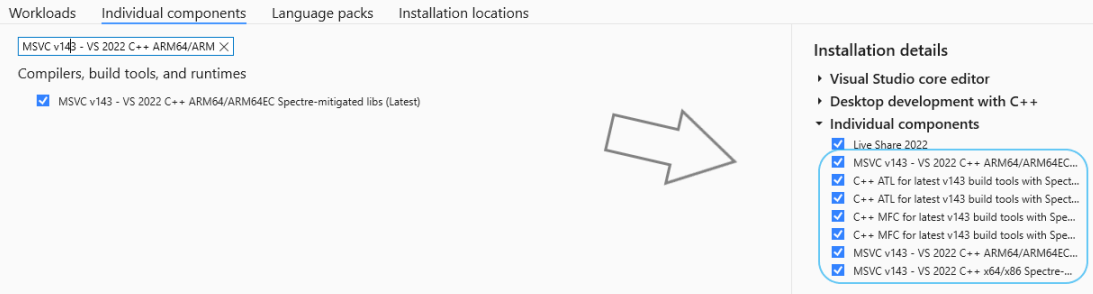 Workloads
Individual components
Language packs
Installation locations
MSVC v143 - VS 2022 C++ ARM64/ARM
Compilers, build tools, and runtimes
MSVC v143 - VS 2022 C++ ARM64/ARM64EC Spectre-mitigated libs (Latest)
Installation details
Visual Studio core editor
Desktop development with C++
Individual components
Live Share 2022
MSVC v143 - VS 2022 C++ ARM64/ARM64EC...
C++ ATL for latest v143 build tools with Spect...
C++ ATL for latest v143 build tools with Spect...
C++ MFC for latest v143 build tools with Spe...
C++ MFC for latest v143 build tools with Spe...
MSVC v143 - VS 2022 C++ ARM64/ARM64EC...
MSVC v143 - VS 2022 C++ x64/x86 Spectre-...